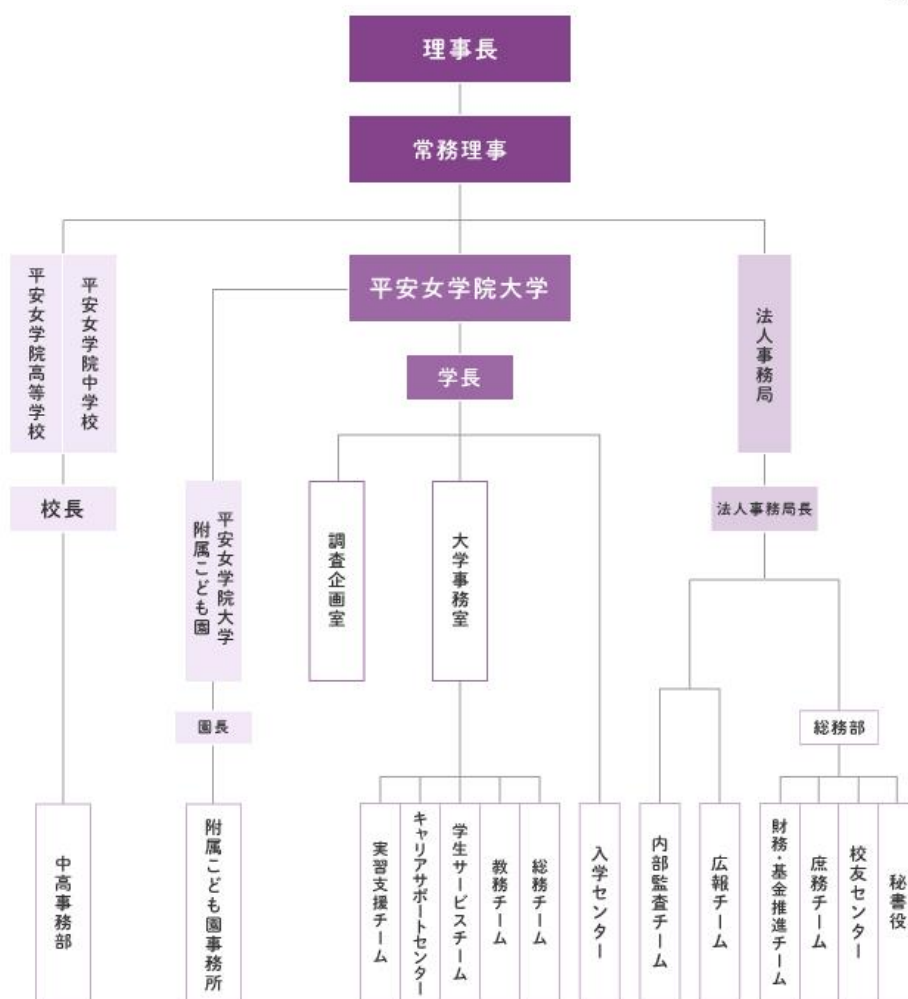 理事長
常務理事
平安女学院高等学校
平安女学院中学校
平安女学院大学
法人事務局
学長
校長
平安女学院大学
附属こども園
調査企画室
大学事務室
法人事務局長
園長
総務部
中高事務部
附属こども園事務所
実習支援チーム
キャリアサポートセンター
学生サービスチーム
教務チーム
総務チーム
入学センター
内部監査チーム
広報チーム
財務・基金推進チーム
庶務チーム
校友センター
秘書役